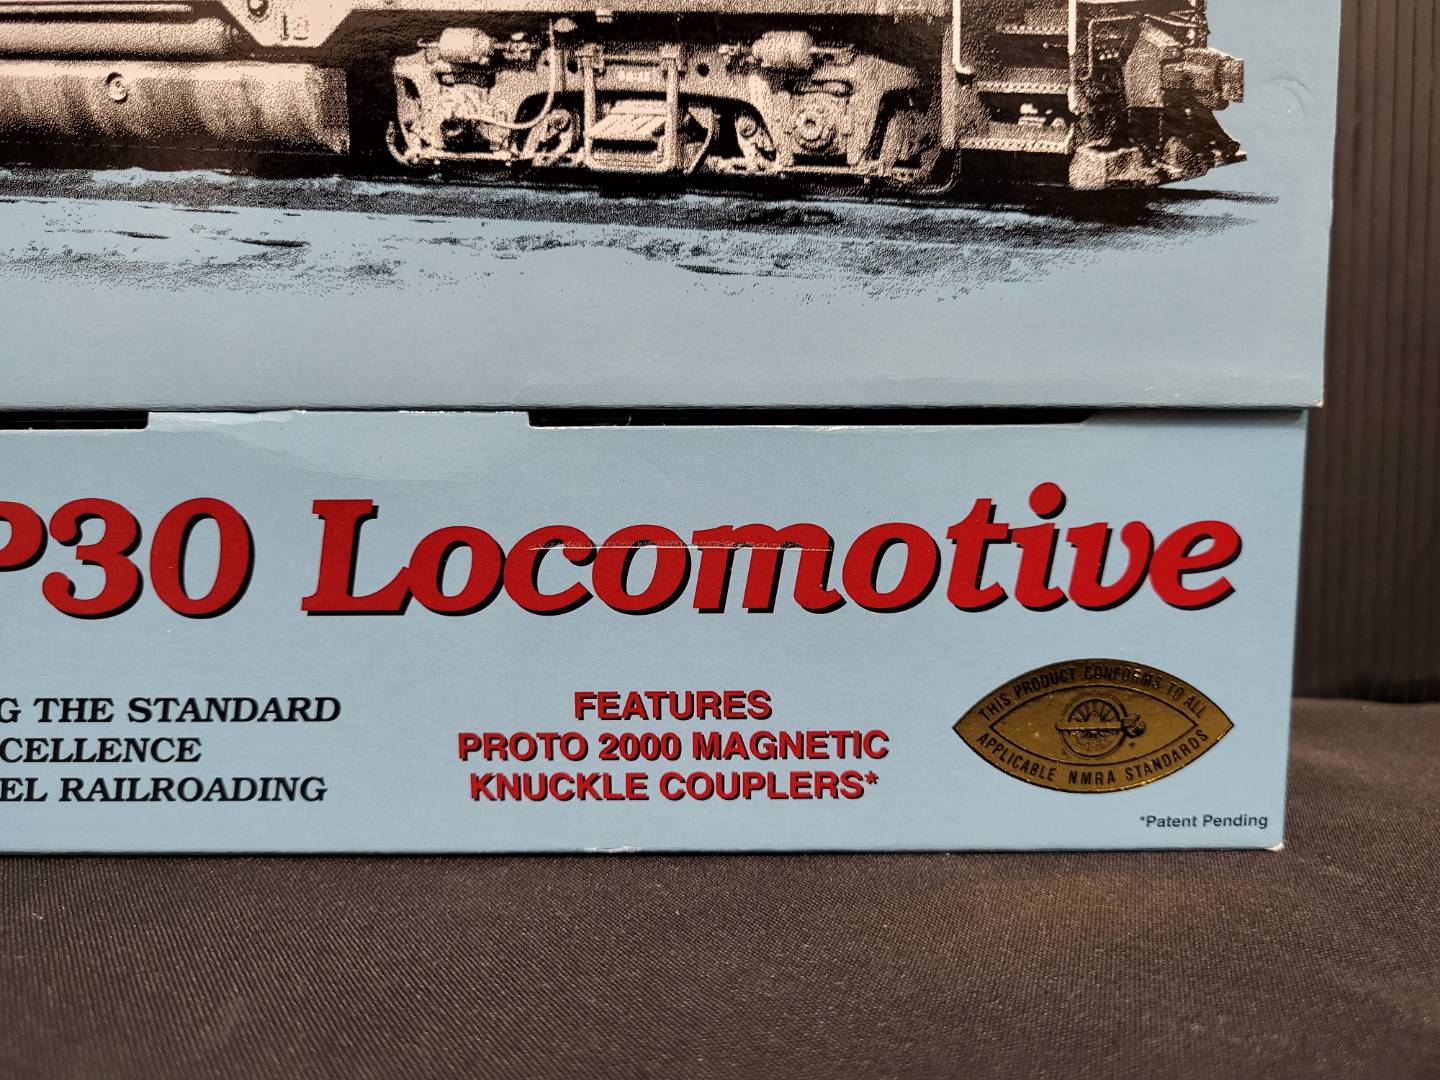 P30 Locomotive
G THE STANDARD
CELLENCE
EL RAILROADING
FEATURES
PROTO 2000 MAGNETIC
KNUCKLE COUPLERS*
THIS PRODUCT CONFORMS TO ALL
APPLICABLE NMRA STANDARDS
*Patent Pending